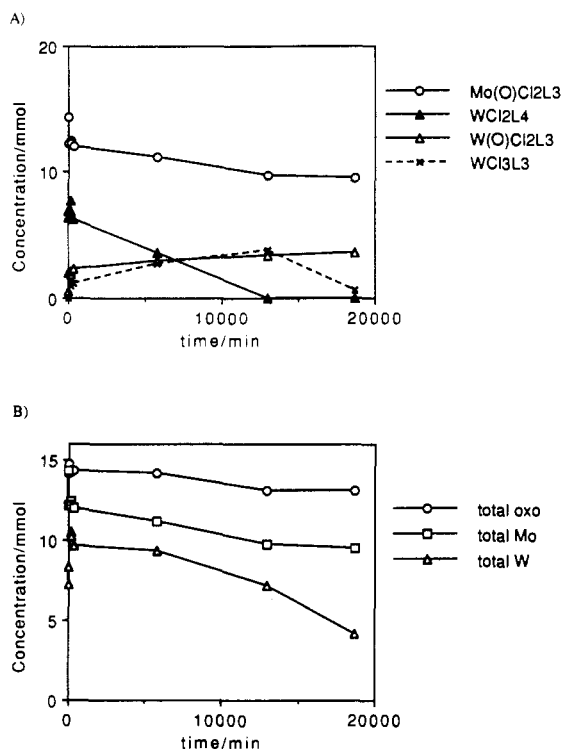 A)
20
10
0
Concentration/mmol
0
10000
20000
time/min
Mo(O)Cl2L3
WCl2L4
W(O)Cl2L3
WCl3L3
B)
15
10
5
0
Concentration/mmol
0
10000
20000
time/min
total oxo
total Mo
total W